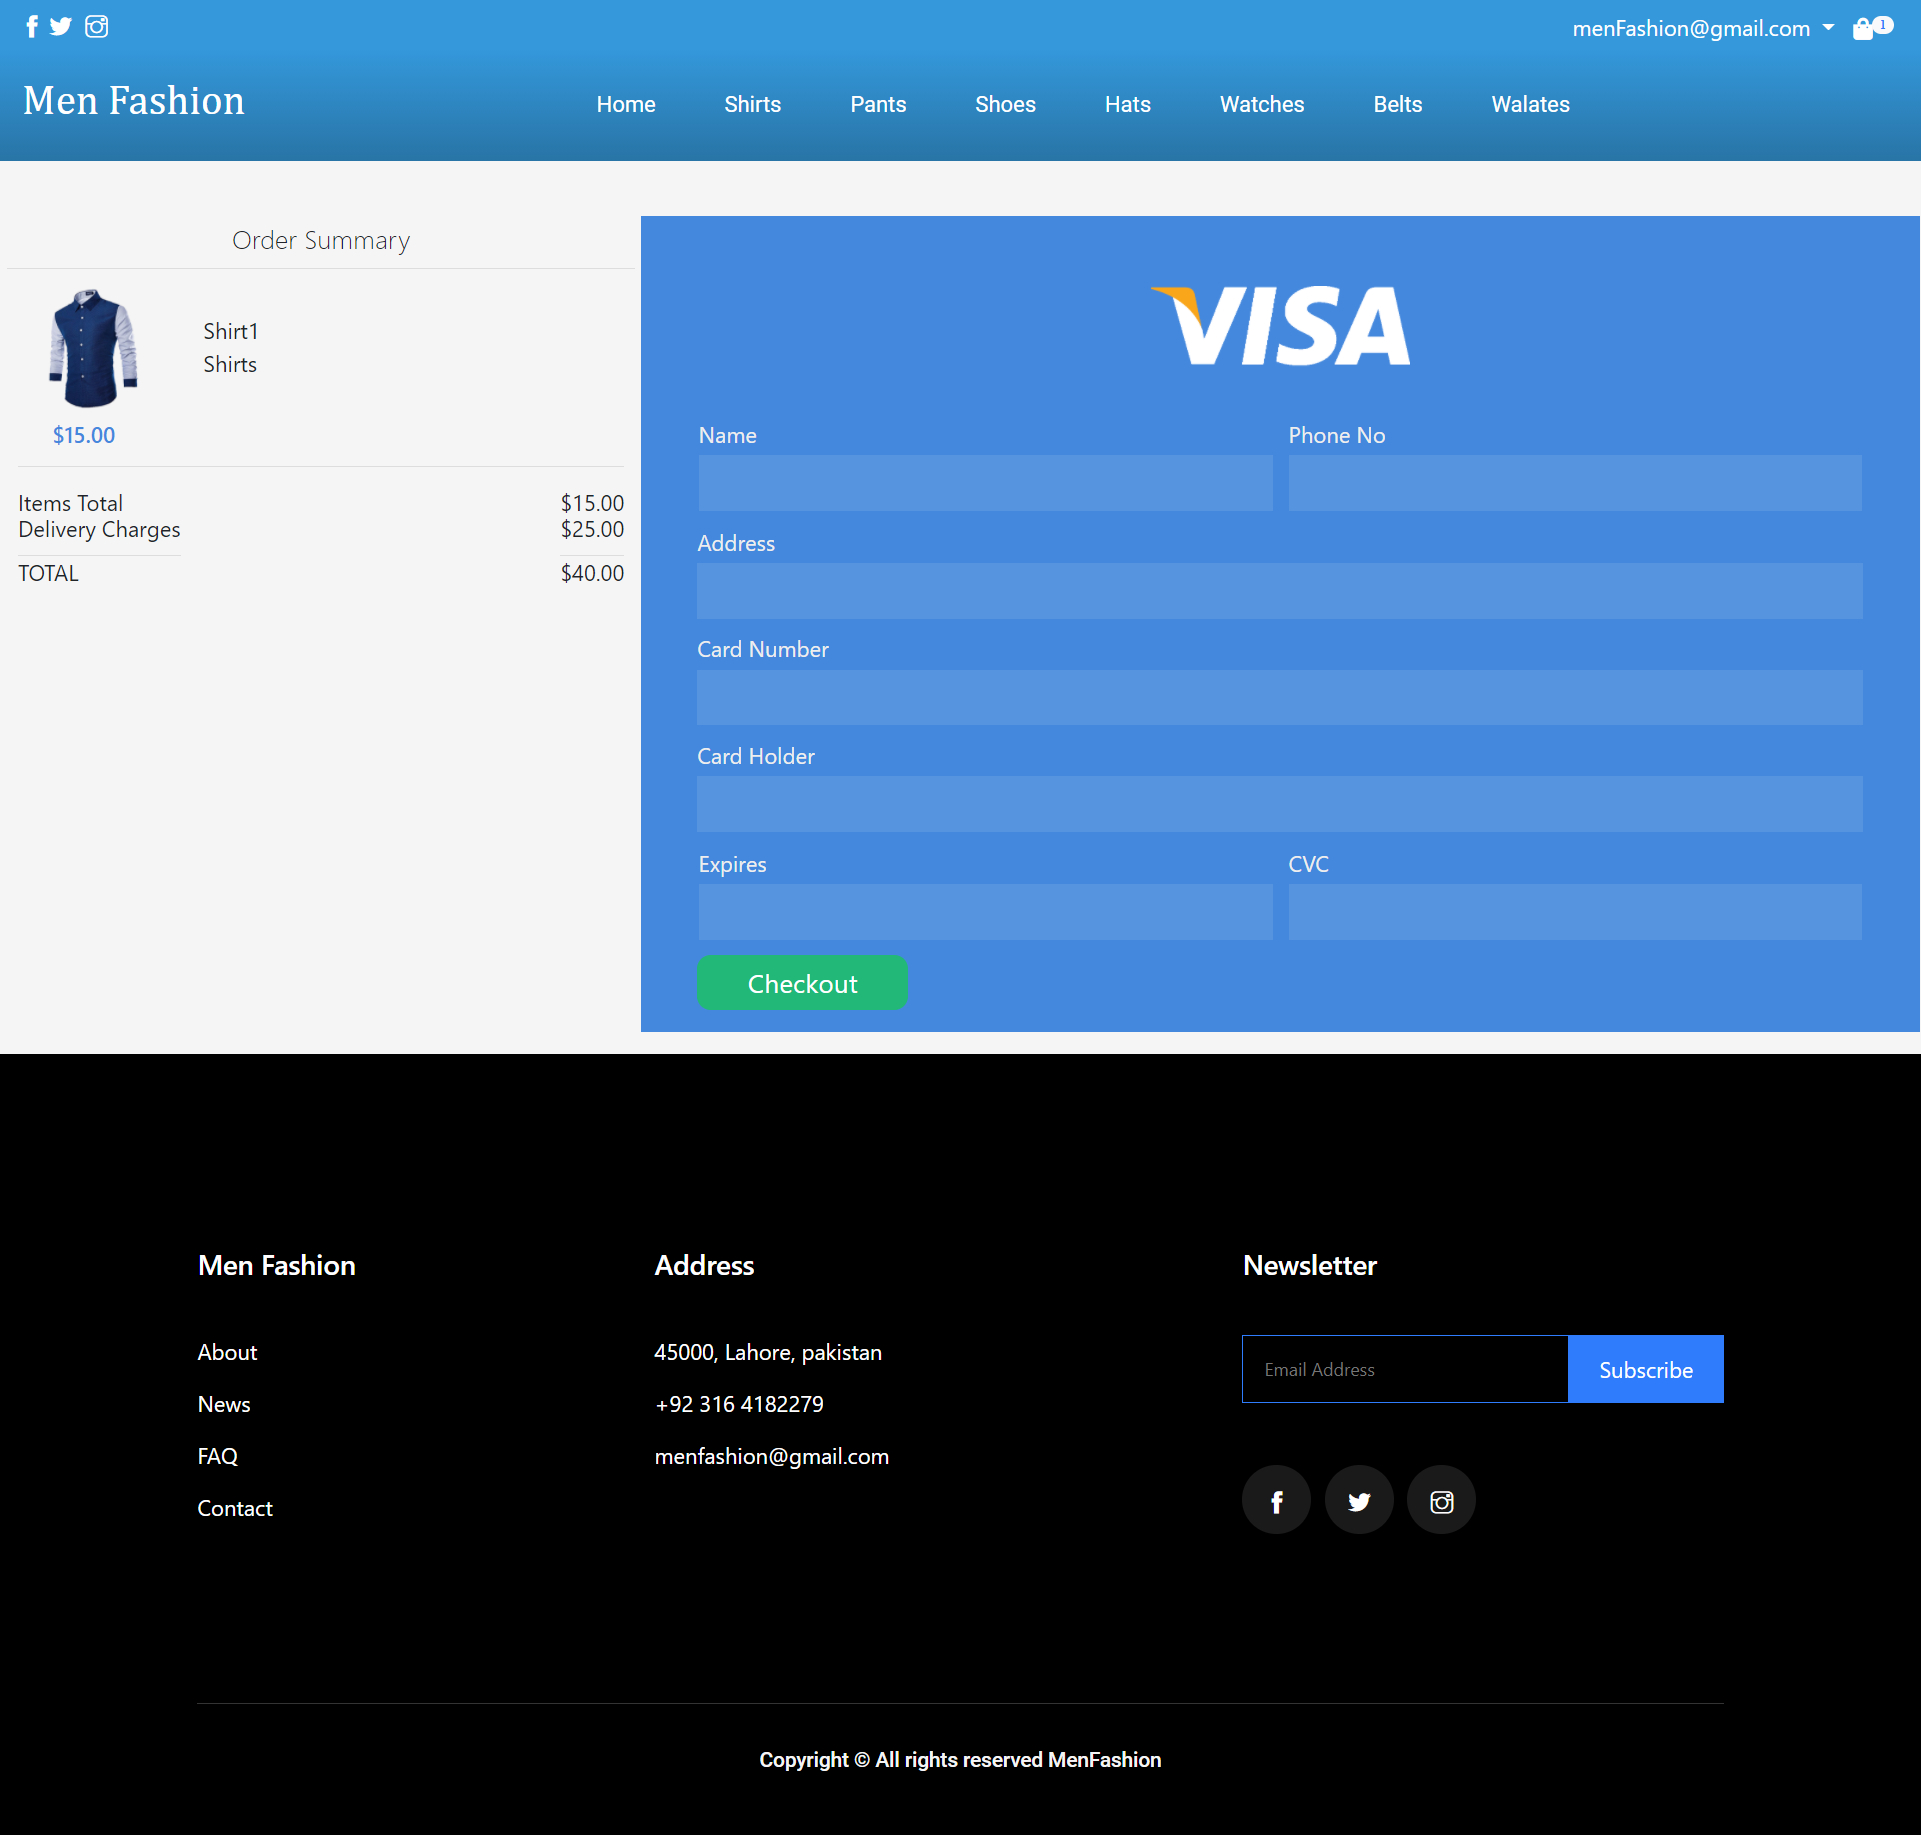 menFashion@gmail.com 1
Men Fashion
Home Shirts Pants Shoes Hats Watches Belts Walates
Order Summary
Shirt1
Shirts
$15.00
Items Total $15.00
Delivery Charges $25.00
TOTAL $40.00
VISA
Name Phone No
Address
Card Number
Card Holder
Expires CVC
Checkout
Men Fashion
About
News
FAQ
Contact
Address
45000, Lahore, pakistan
+92 316 4182279
menfashion@gmail.com
Newsletter
Email Address Subscribe
Copyright © All rights reserved MenFashion